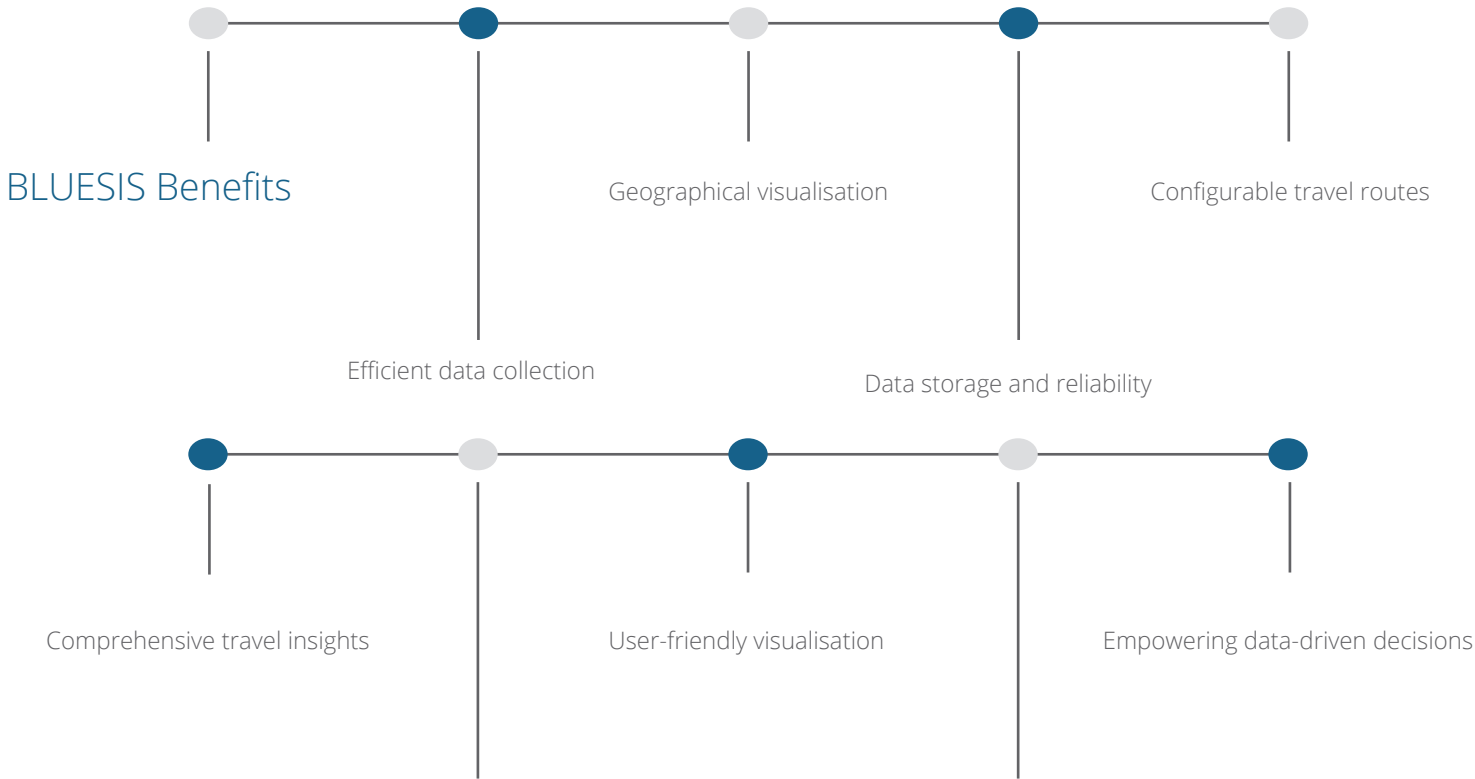 BLUESIS Benefits
Geographical visualisation
Configurable travel routes
Efficient data collection
Data storage and reliability
Comprehensive travel insights
User-friendly visualisation
Empowering data-driven decisions